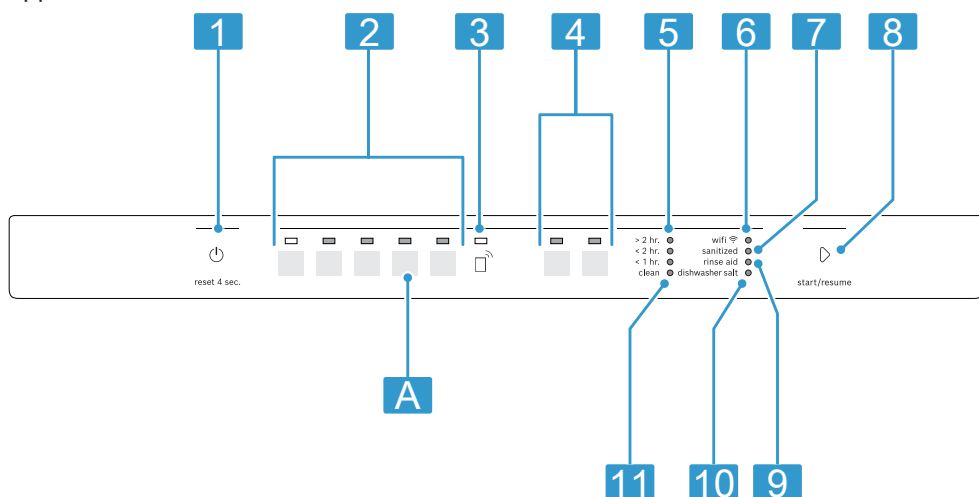 1 2 3 4 5 6 7 8
> 2 hr. wifi
< 2 hr. sanitized
< 1 hr. rinse aid
clean dishwasher salt
reset 4 sec. start/resume
A
11 10 9